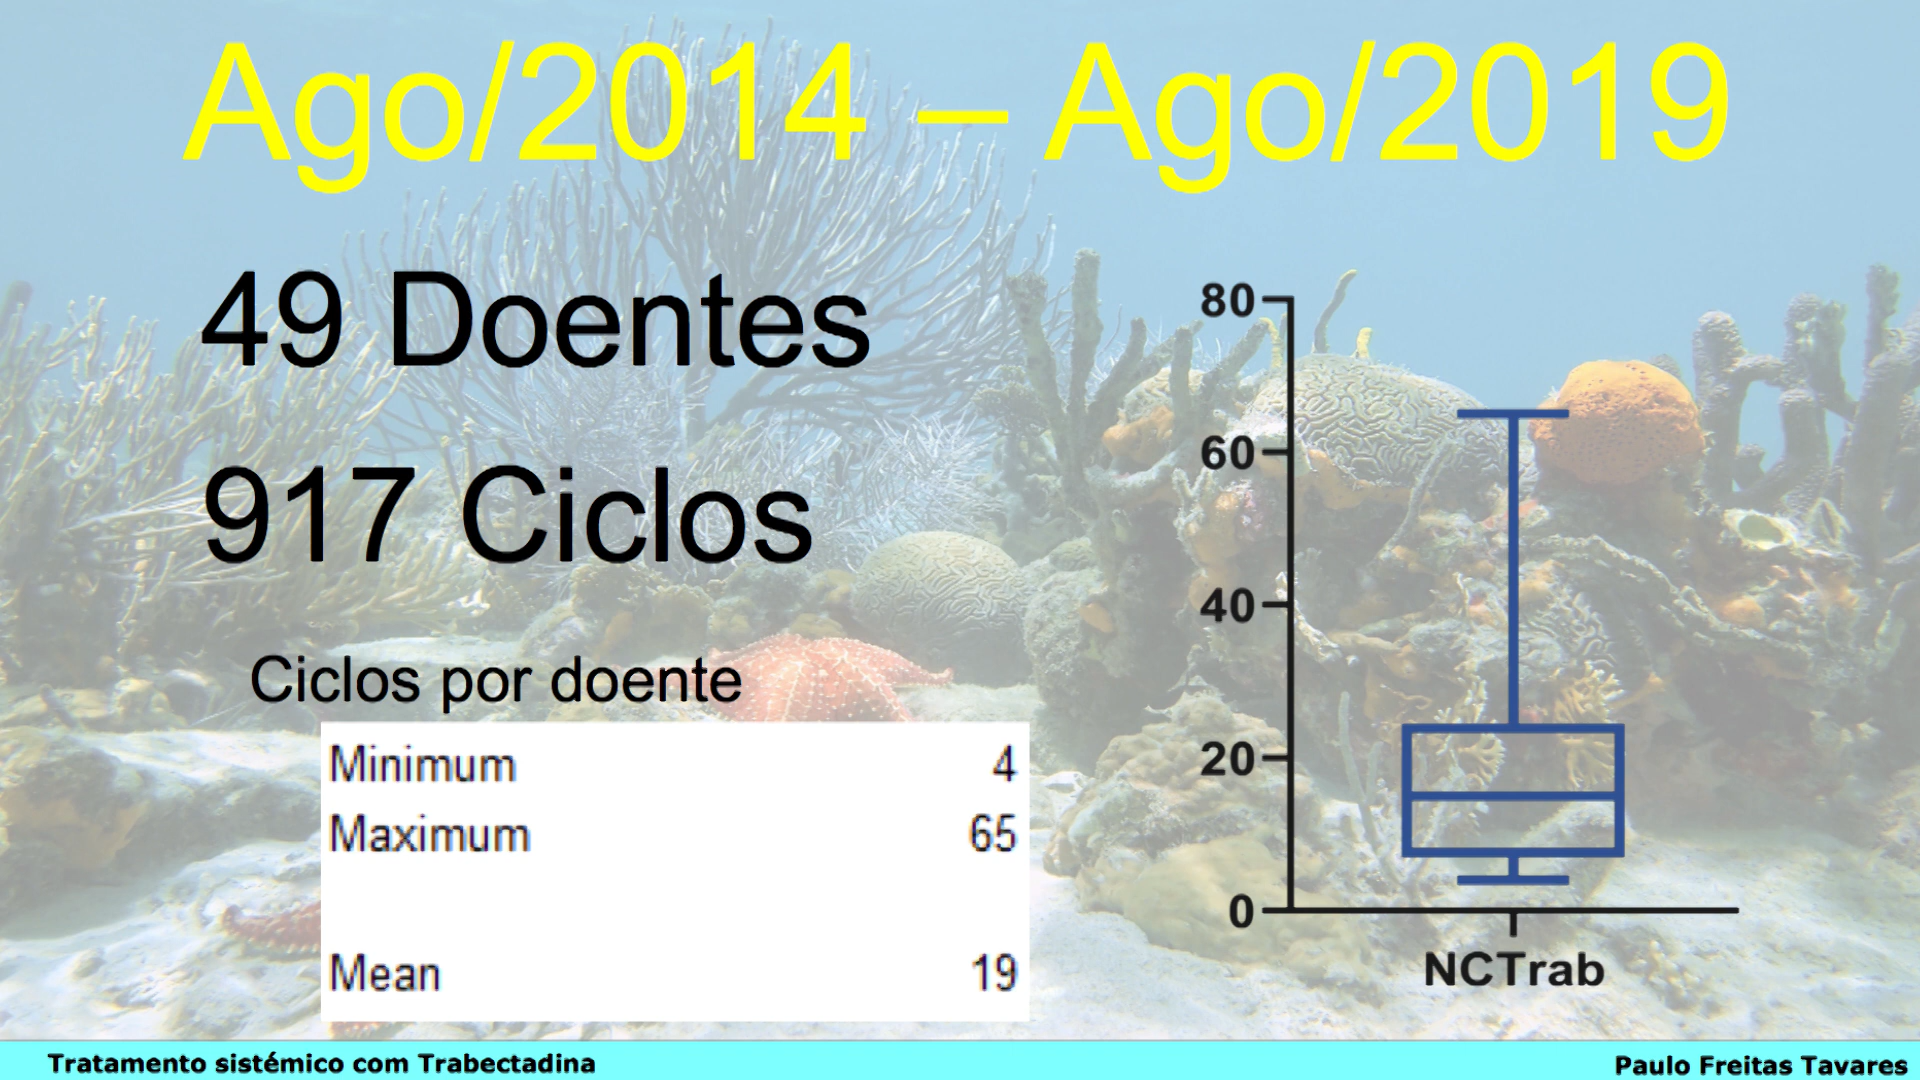 Ago/2014 – Ago/2019
49 Doentes
917 Ciclos
Ciclos por doente
Minimum 4
Maximum 65
Mean 19
80
60
40
20
0
NCTrab
Tratamento sistémico com Trabectadina
Paulo Freitas Tavares